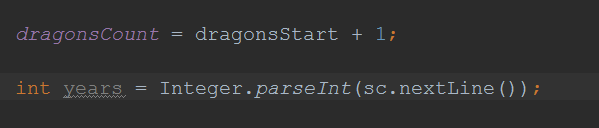 dragonsCount = dragonsStart + 1;
int years = Integer.parseInt(sc.nextLine());